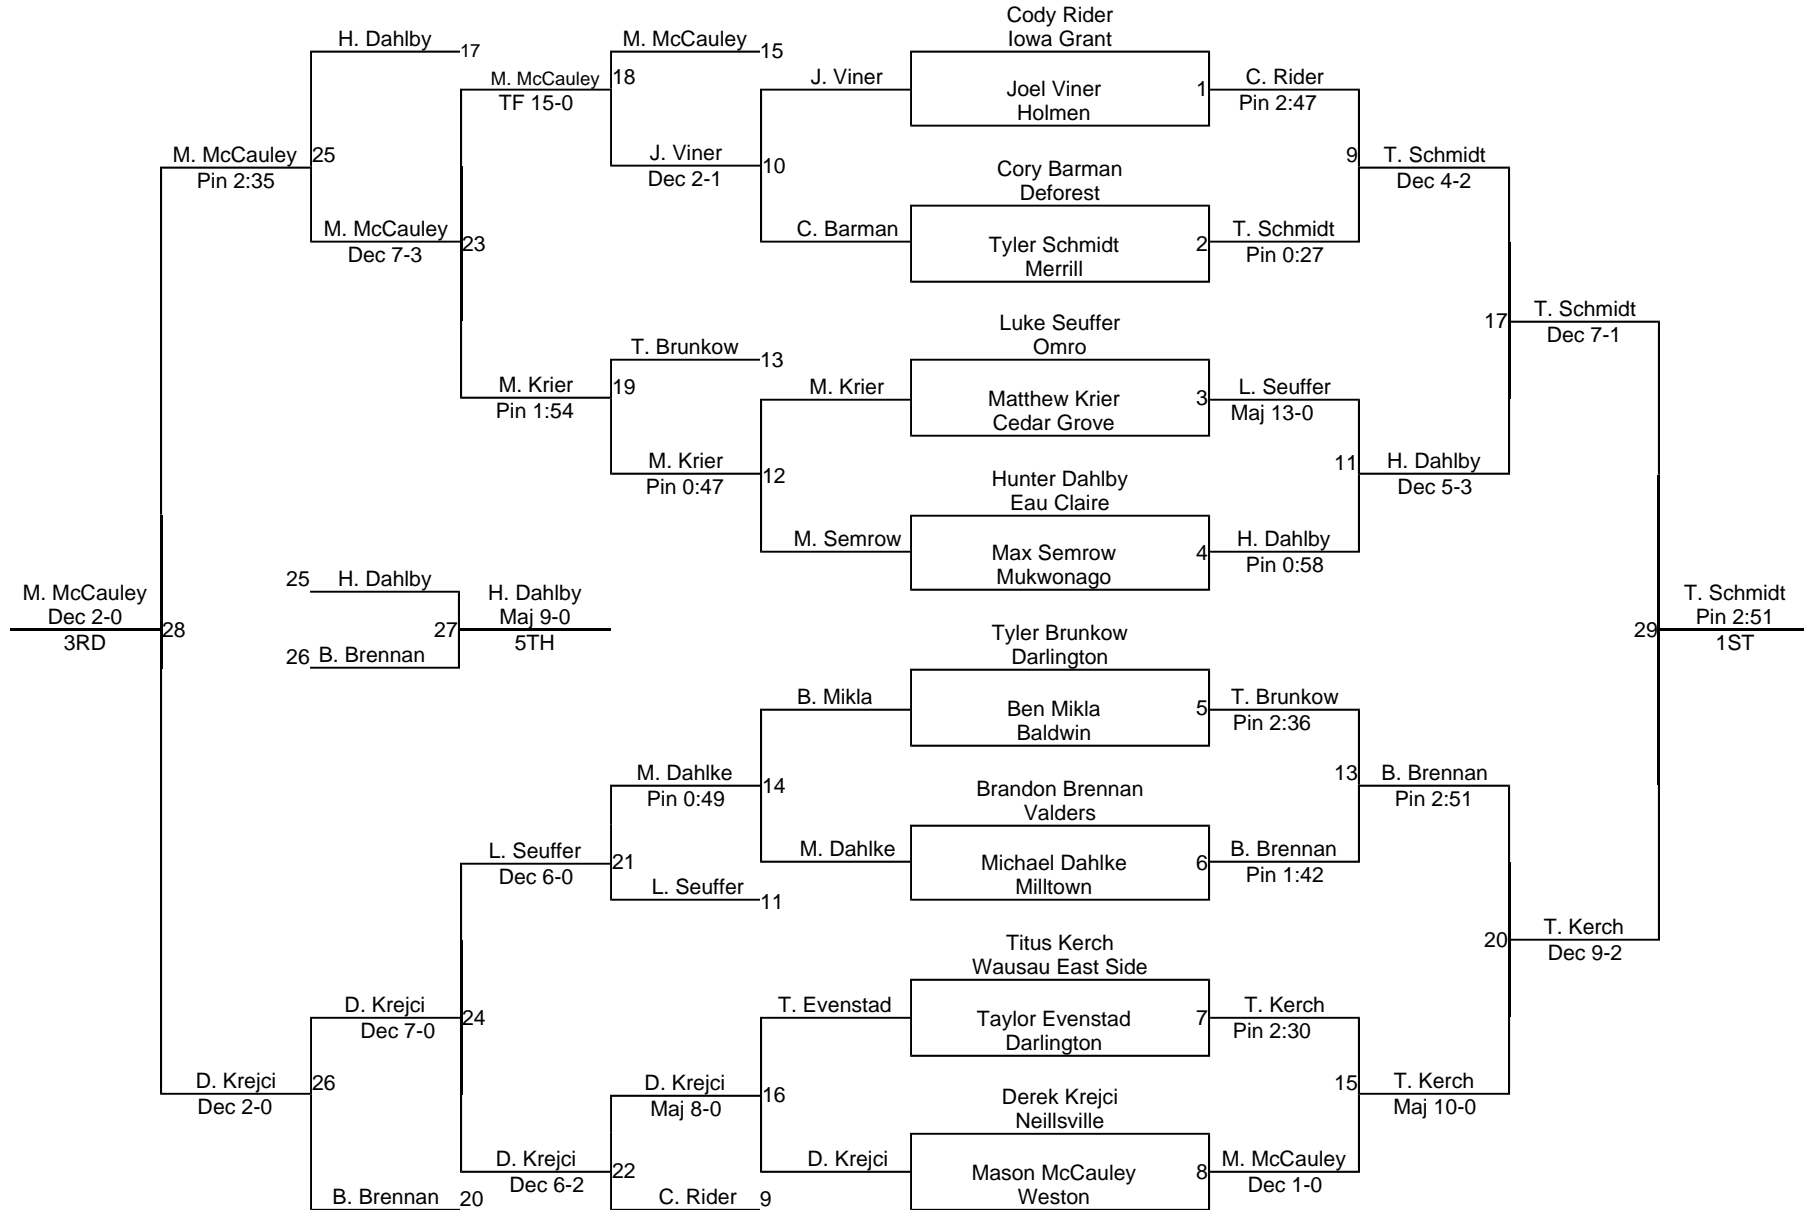 Cody Rider
Iowa Grant
H. Dahlby
17
M. McCauley
15
M. McCauley
18
TF 15-0
J. Viner
Joel Viner
Holmen
1
C. Rider
Pin 2:47
M. McCauley
25
Pin 2:35
J. Viner
10
Dec 2-1
Cory Barman
Deforest
9
T. Schmidt
Dec 4-2
M. McCauley
23
Dec 7-3
C. Barman
Tyler Schmidt
Merrill
2
T. Schmidt
Pin 0:27
Luke Seuffer
Omro
17
T. Schmidt
Dec 7-1
T. Brunkow
13
M. Krier
19
Pin 1:54
M. Krier
Matthew Krier
Cedar Grove
3
L. Seuffer
Maj 13-0
M. Krier
12
Pin 0:47
Hunter Dahlby
Eau Claire
11
H. Dahlby
Dec 5-3
M. Semrow
Max Semrow
Mukwonago
4
H. Dahlby
Pin 0:58
M. McCauley
Dec 2-0
28
3RD
25
H. Dahlby
27
26
B. Brennan
H. Dahlby
Maj 9-0
5TH
T. Schmidt
Pin 2:51
29
1ST
Tyler Brunkow
Darlington
B. Mikla
Ben Mikla
Baldwin
5
T. Brunkow
Pin 2:36
M. Dahlke
14
Pin 0:49
Brandon Brennan
Valders
13
B. Brennan
Pin 2:51
L. Seuffer
21
Dec 6-0
M. Dahlke
Michael Dahlke
Milltown
6
B. Brennan
Pin 1:42
L. Seuffer
11
Titus Kerch
Wausau East Side
20
T. Kerch
Dec 9-2
D. Krejci
24
Dec 7-0
T. Evenstad
Taylor Evenstad
Darlington
7
T. Kerch
Pin 2:30
D. Krejci
26
Dec 2-0
D. Krejci
16
Maj 8-0
Derek Krejci
Neillsville
15
T. Kerch
Maj 10-0
D. Krejci
22
Dec 6-2
D. Krejci
Mason McCauley
Weston
8
M. McCauley
Dec 1-0
B. Brennan
20
C. Rider
9